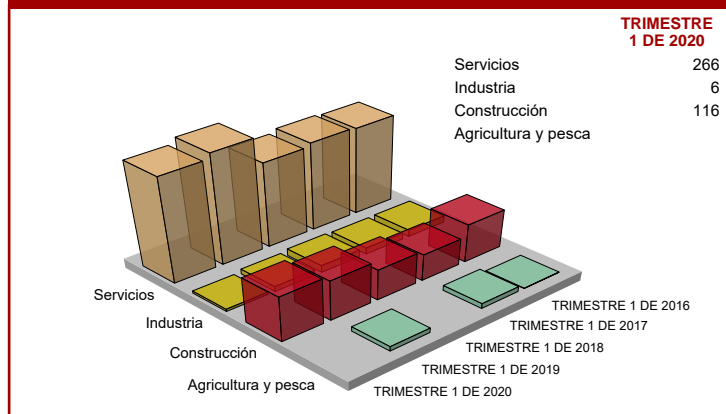 TRIMESTRE
1 DE 2020
Servicios 266
Industria 6
Construcción 116
Agricultura y pesca
Servicios
Industria
Construcción
Agricultura y pesca
TRIMESTRE 1 DE 2016
TRIMESTRE 1 DE 2017
TRIMESTRE 1 DE 2018
TRIMESTRE 1 DE 2019
TRIMESTRE 1 DE 2020